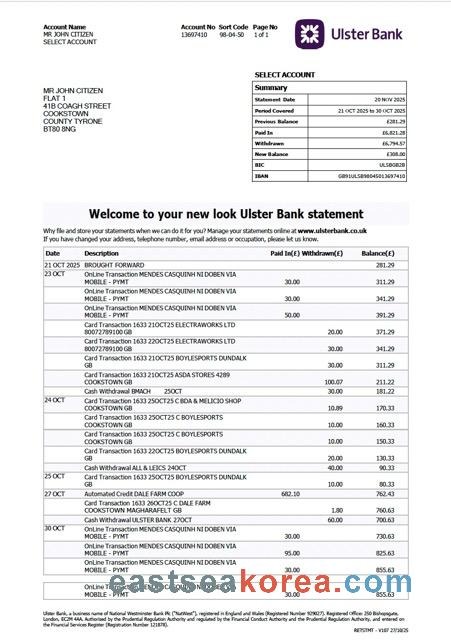 Account Name
MR JOHN CITIZEN
SELECT ACCOUNT
Account No Sort Code Page No
13697410 98-04-50 1 of 1
Ulster Bank
MR JOHN CITIZEN
FLAT 1
41B COAGH STREET
COOKSTOWN
COUNTY TYRONE
BT80 8NG
SELECT ACCOUNT
Summary
Statement Date 20 NOV 2025
Period Covered 21 OCT 2025 to 30 OCT 2025
Previous Balance £281.29
Paid In £6,821.28
Withdrawn £6,794.57
New Balance £308.00
BIC ULSBGB2B
IBAN GB91ULSB98045013697410
Welcome to your new look Ulster Bank statement
Why file and store your statements when we can do it for you? Manage your statements online at www.ulsterbank.co.uk
If you have changed your address, telephone number, email address or occupation, please let us know.
Date Description Paid In(£) Withdrawn(£) Balance(£)
21 OCT 2025 BROUGHT FORWARD 281.29
23 OCT OnLine Transaction MENDES CASQUINH NI DOBEN VIA
MOBILE - PYMT 30.00 311.29
OnLine Transaction MENDES CASQUINH NI DOBEN VIA
MOBILE - PYMT 30.00 341.29
OnLine Transaction MENDES CASQUINH NI DOBEN VIA
MOBILE - PYMT 50.00 391.29
Card Transaction 1633 21OCT25 ELECTRAWORKS LTD
80072789100 GB 20.00 371.29
Card Transaction 1633 22OCT25 ELECTRAWORKS LTD
80072789100 GB 30.00 341.29
Card Transaction 1633 21OCT25 BOYLESPORTS DUNDALK
GB 30.00 311.29
Card Transaction 1633 21OCT25 ASDA STORES 4289
COOKSTOWN GB 100.07 211.22
Cash Withdrawal BMACH 25OCT 30.00 181.22
24 OCT Card Transaction 1633 25OCT25 C BDA & MELICIO SHOP
COOKSTOWN GB 10.89 170.33
Card Transaction 1633 25OCT25 C BOYLESPORTS
COOKSTOWN GB 10.00 160.33
Card Transaction 1633 25OCT25 C BOYLESPORTS
COOKSTOWN GB 10.00 150.33
Card Transaction 1633 22OCT25 BOYLESPORTS DUNDALK
GB 20.00 130.33
Cash Withdrawal ALL & LEICS 24OCT 40.00 90.33
25 OCT Card Transaction 1633 22OCT25 BOYLESPORTS DUNDALK
GB 10.00 80.33
27 OCT Automated Credit DALE FARM COOP 682.10 762.43
Card Transaction 1633 26OCT25 C DALE FARM
COOKSTOWN MAGHARAFELT GB 1.80 760.63
Cash Withdrawal ULSTER BANK 27OCT 60.00 700.63
30 OCT OnLine Transaction MENDES CASQUINH NI DOBEN VIA
MOBILE - PYMT 30.00 730.63
OnLine Transaction MENDES CASQUINH NI DOBEN VIA
MOBILE - PYMT 95.00 825.63
OnLine Transaction MENDES CASQUINH NI DOBEN VIA
MOBILE - PYMT 30.00 855.63
OnLine Transaction MENDES CASQUINH NI DOBEN VIA
MOBILE - PYMT 30.00 855.63
eastseakorea.com
Ulster Bank, a business name of National Westminster Bank Plc ("NatWest"), registered in England and Wales (Registered Number 929027). Registered Office: 250 Bishopsgate,
London, EC2M 4AA. Authorised by the Prudential Regulation Authority and regulated by the Financial Conduct Authority and the Prudential Regulation Authority, and entered on
the Financial Services Register (Registration Number 121878).
RETSTMT - V107 27/10/25